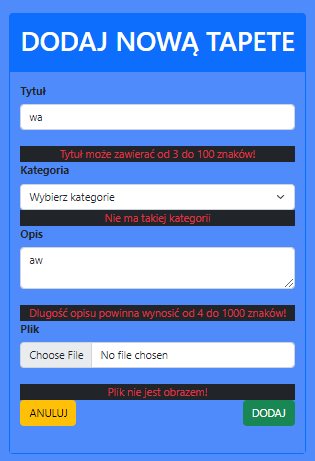 DODAJ NOWĄ TAPETE
Tytuł
wa
Tytuł może zawierać od 3 do 100 znaków!
Kategoria
Wybierz kategorie
Nie ma takiej kategorii
Opis
aw
Długość opisu powinna wynosić od 4 do 1000 znaków!
Plik
Choose File No file chosen
Plik nie jest obrazem!
ANULUJ DODAJ